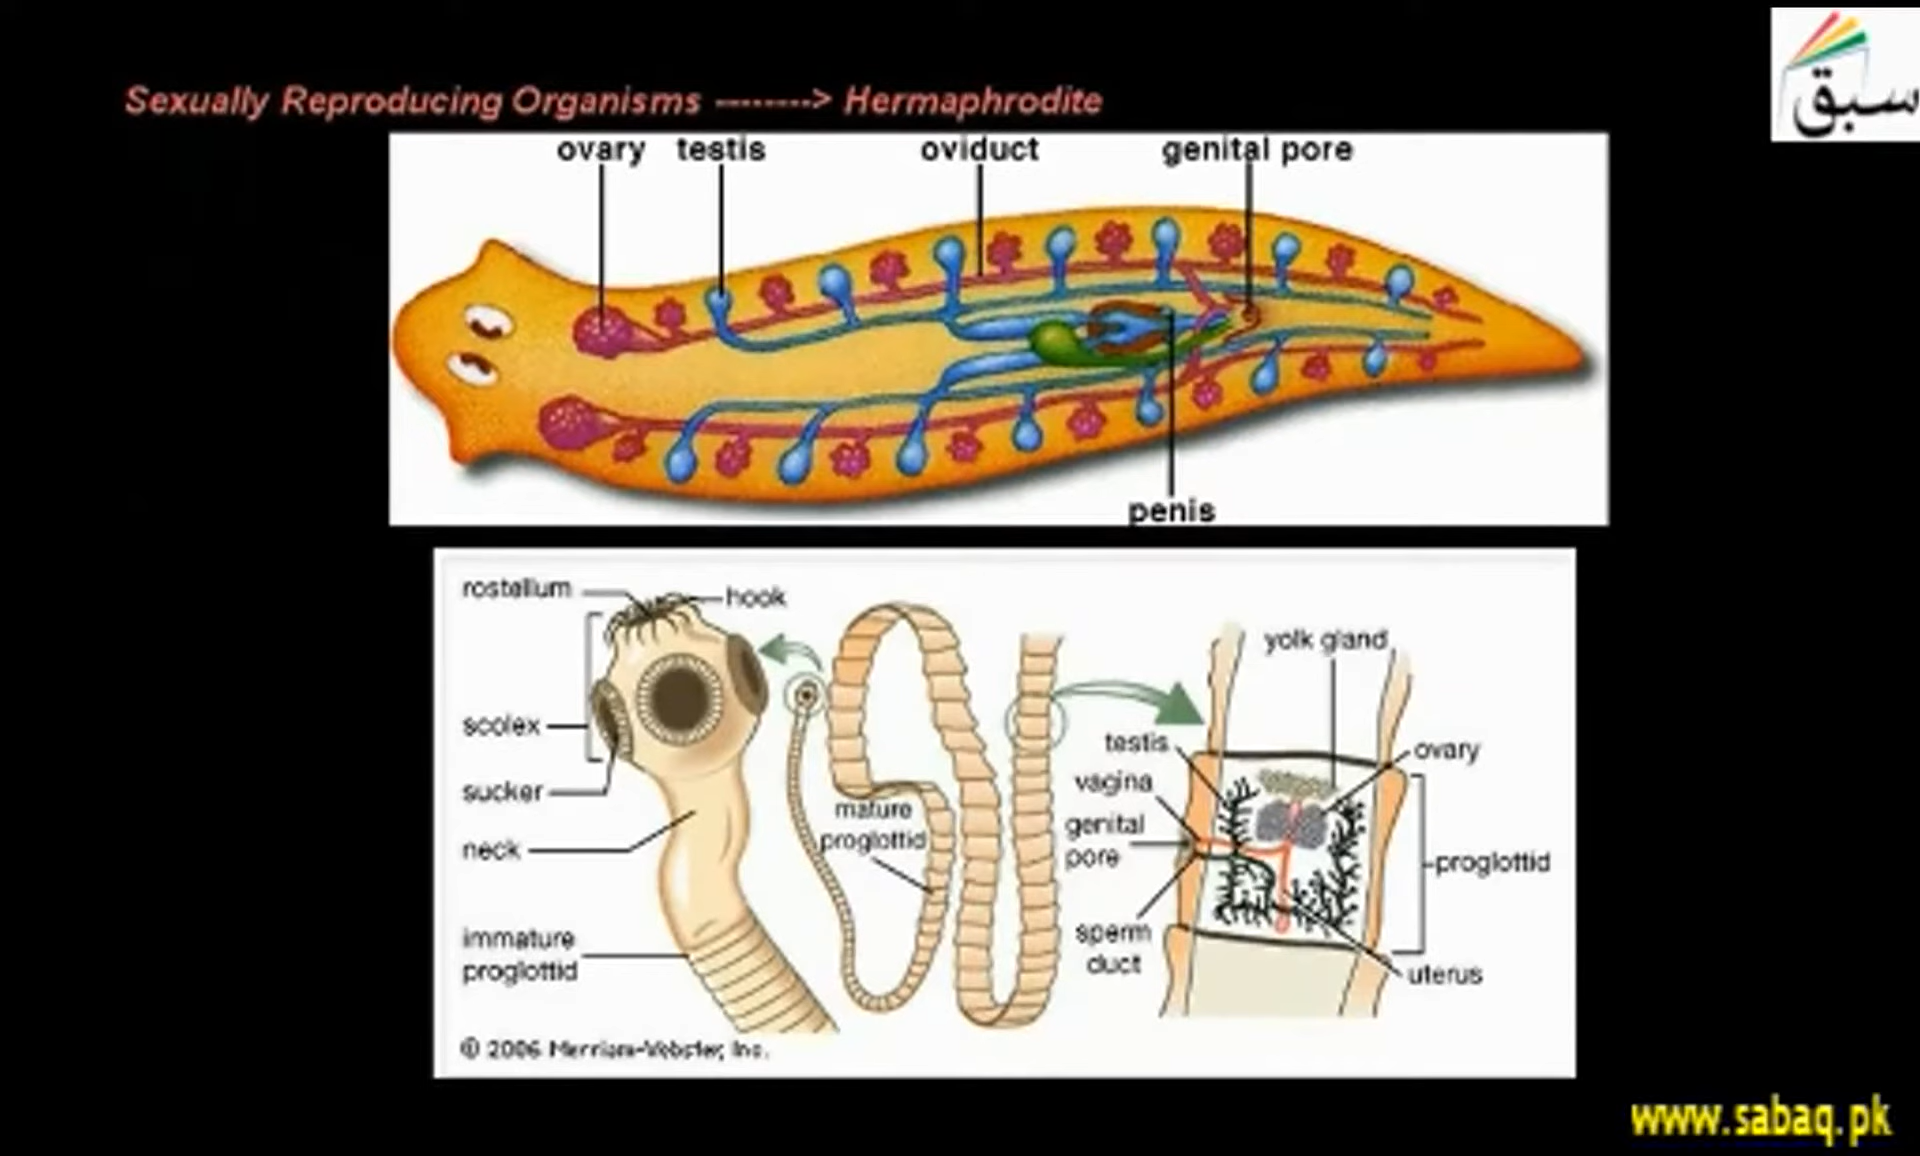 سبق
Sexually Reproducing Organisms --------> Hermaphrodite
ovary testis oviduct genital pore
penis
rostellum
hook
scolex
sucker
neck
immature
proglottid
mature
proglottid
yolk gland
testis
ovary
vagina
genital
pore
proglottid
sperm
duct
uterus
© 2006 Merriam-Webster, Inc.
www.sabaq.pk